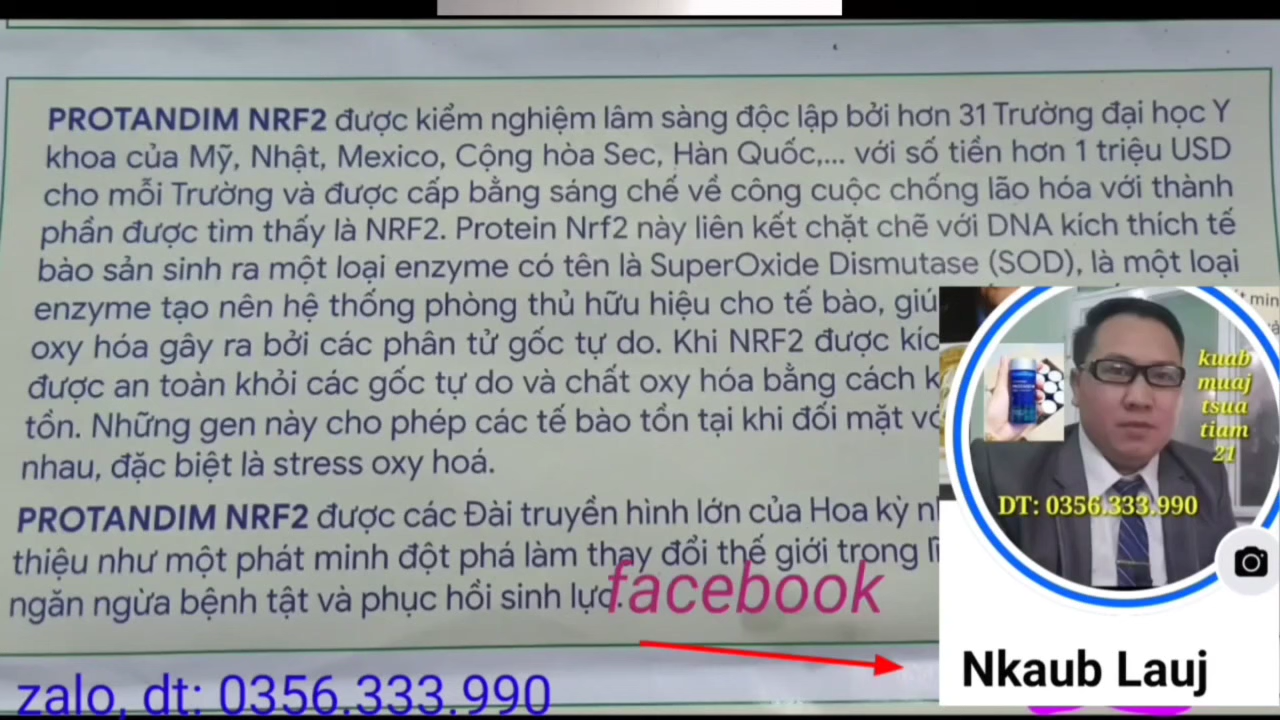 PROTANDIM NRF2 được kiểm nghiệm lâm sàng độc lập bởi hơn 31 Trường đại học Y
khoa của Mỹ, Nhật, Mexico, Cộng hòa Sec, Hàn Quốc,... với số tiền hơn 1 triệu USD
cho mỗi Trường và được cấp bằng sáng chế về công cuộc chống lão hóa với thành
phần được tìm thấy là NRF2. Protein Nrf2 này liên kết chặt chẽ với DNA kích thích tế
bào sản sinh ra một loại enzyme có tên là SuperOxide Dismutase (SOD), là một loại
enzyme tạo nên hệ thống phòng thủ hữu hiệu cho tế bào,
oxy hóa gây ra bởi các phân tử gốc tự do. Khi NRF2 được
được an toàn khỏi các gốc tự do và chất oxy hóa bằng cách
tồn. Những gen này cho phép các tế bào tồn tại khi đối mặt
nhau, đặc biệt là stress oxy hoá.
PROTANDIM NRF2 được các Đài truyền hình lớn của Hoa kỳ
thiệu như một phát minh đột phá làm thay đổi thế giới trong
ngăn ngừa bệnh tật và phục hồi sinh lực.
facebook
zalo, dt: 0356.333.990
kuab
muaj
tsua
tiam
21
DT: 0356.333.990
Nkaub Lauj